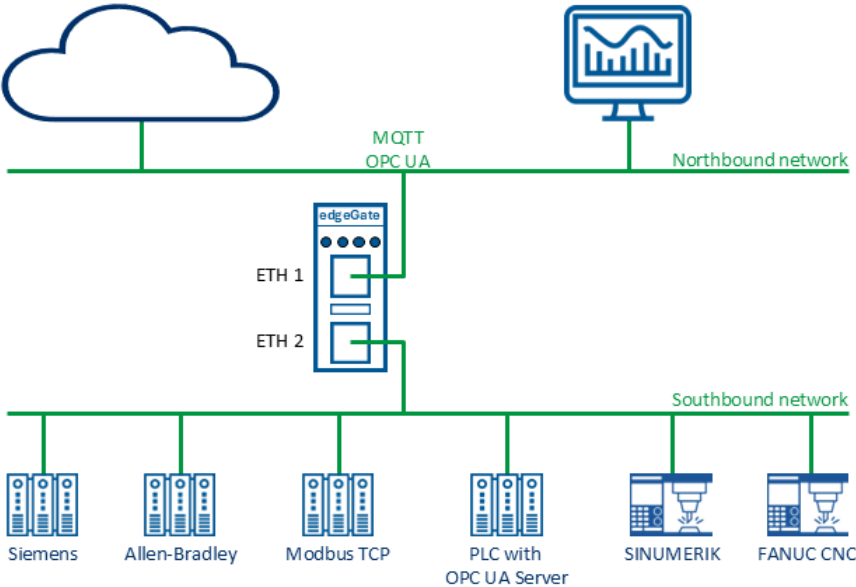 MQTT
OPC UA
Northbound network
edgeGate
ETH 1
ETH 2
Southbound network
Siemens
Allen-Bradley
Modbus TCP
PLC with
OPC UA Server
SINUMERIK
FANUC CNC